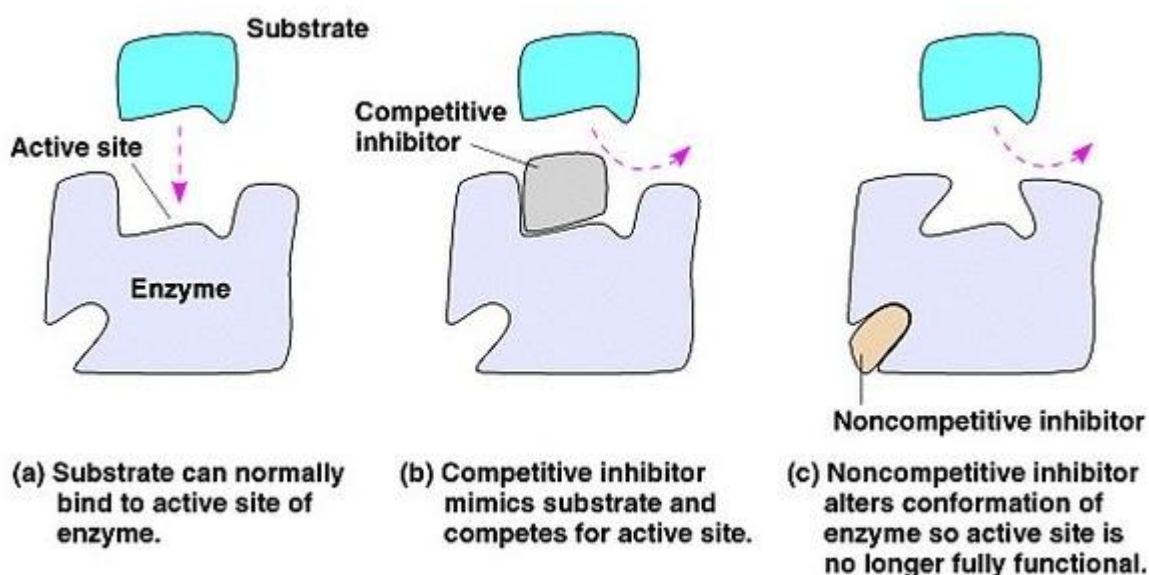 Substrate
Active site
Enzyme
(a) Substrate can normally
bind to active site of
enzyme.
Competitive
inhibitor
(b) Competitive inhibitor
mimics substrate and
competes for active site.
Noncompetitive inhibitor
(c) Noncompetitive inhibitor
alters conformation of
enzyme so active site is
no longer fully functional.